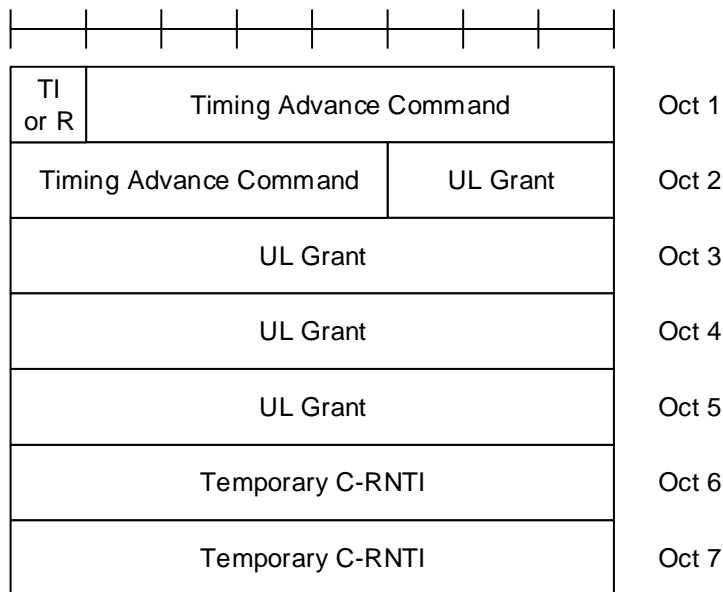 TI
or R
Timing Advance Command
Oct 1
Timing Advance Command
UL Grant
Oct 2
UL Grant
Oct 3
UL Grant
Oct 4
UL Grant
Oct 5
Temporary C-RNTI
Oct 6
Temporary C-RNTI
Oct 7